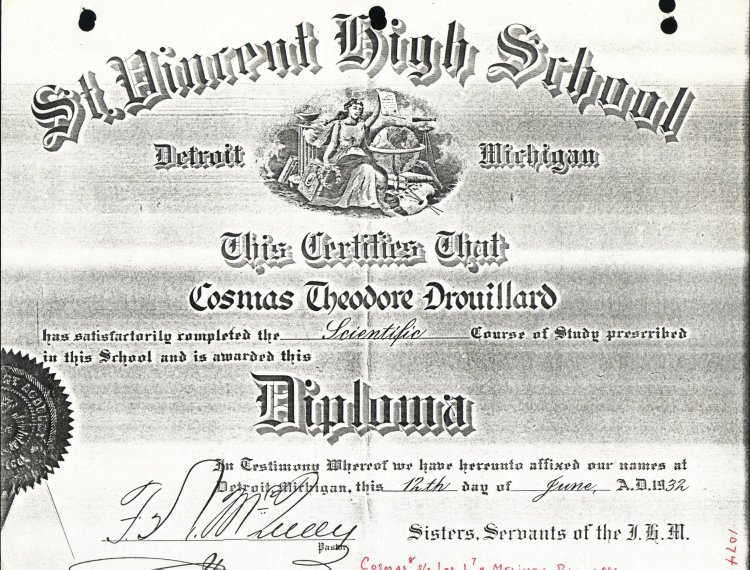 St. Vincent High School
Detroit Michigan
This Certifies That
Cosmas Theodore Drouillard
has satisfactorily completed the Scientific Course of Study prescribed
in this School and is awarded this
Diploma
In Testimony Whereof we have hereunto affixed our names at
Detroit, Michigan, this 12th day of June, A.D. 1932
Pastor
Sisters, Servants of the I.H.M.
Cosmas
1074